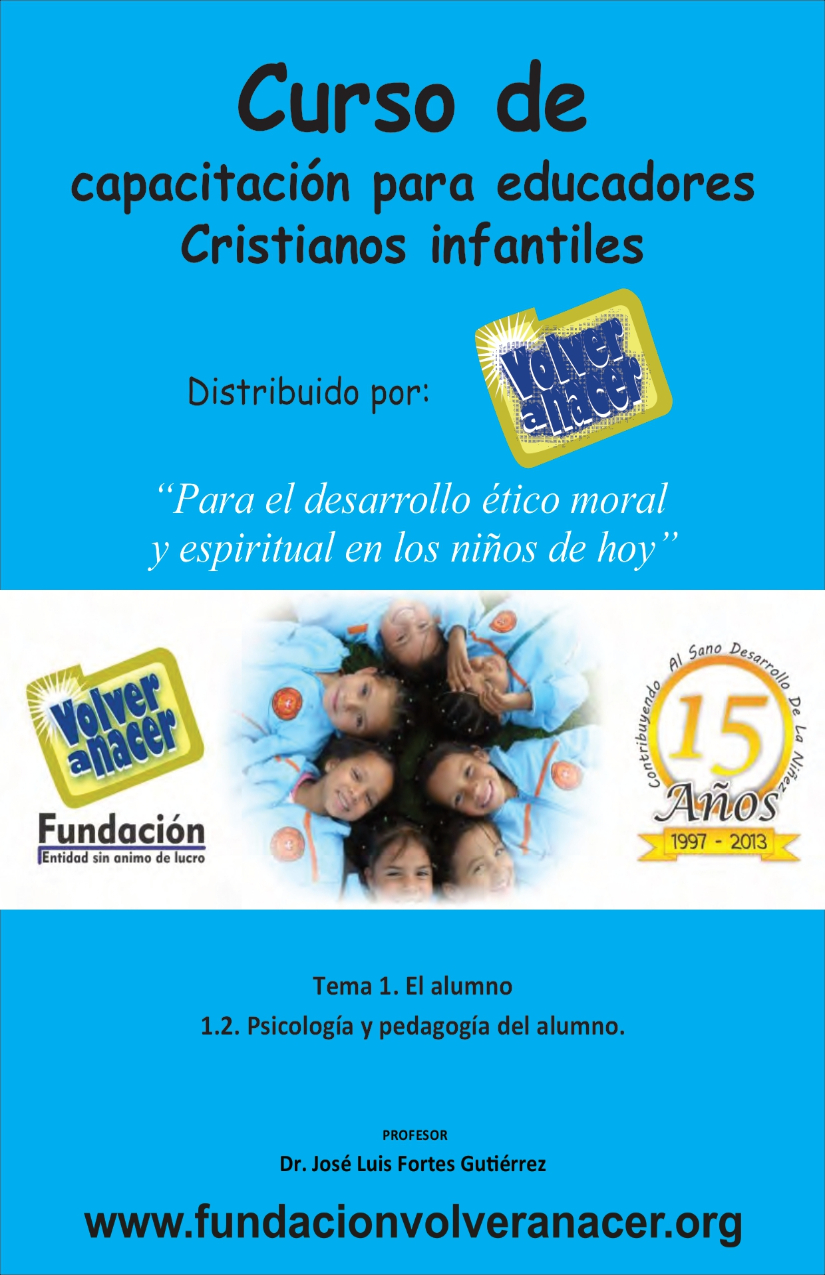 Curso de
capacitación para educadores
Cristianos infantiles
Distribuido por:
Volver
a nacer
“Para el desarrollo ético moral
y espiritual en los niños de hoy”
Volver
a nacer
Fundación
Entidad sin animo de lucro
Contribuyendo Al Sano Desarrollo De La Niñez
15
Años
1997 - 2013
Tema 1. El alumno
1.2. Psicología y pedagogía del alumno.
PROFESOR
Dr. José Luis Fortes Gutiérrez
www.fundacionvolveranacer.org